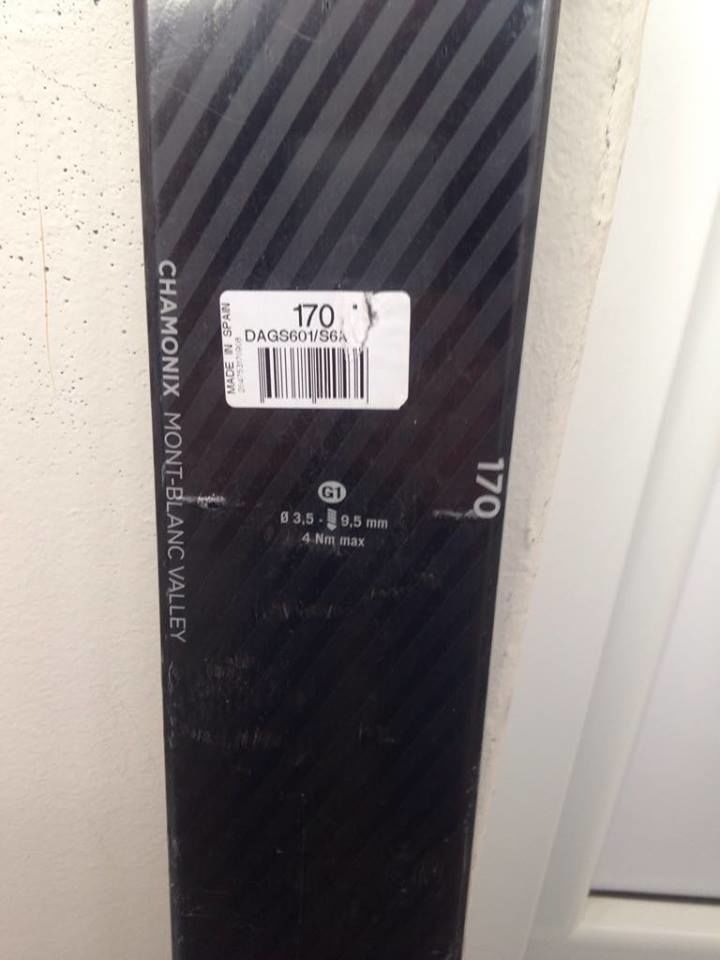 170
DAGS601/S6
MADE IN SPAIN
CHAMONIX MONT-BLANC VALLEY
170
G1
Ø 3,5 - 9,5 mm
4 Nm max